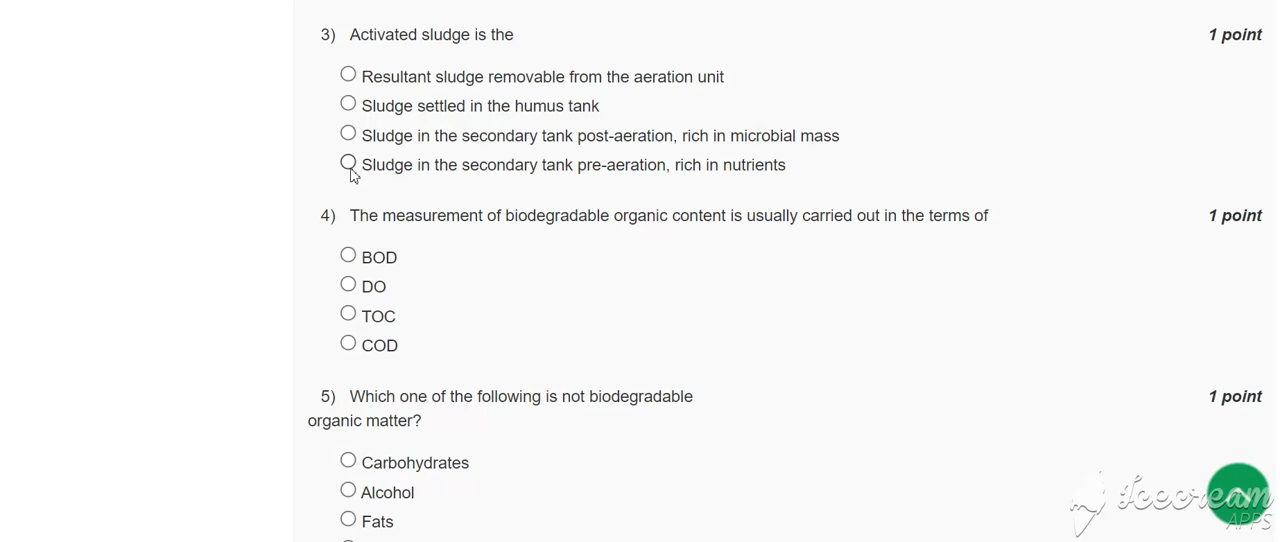 3) Activated sludge is the 1 point
Resultant sludge removable from the aeration unit
Sludge settled in the humus tank
Sludge in the secondary tank post-aeration, rich in microbial mass
Sludge in the secondary tank pre-aeration, rich in nutrients
4) The measurement of biodegradable organic content is usually carried out in the terms of 1 point
BOD
DO
TOC
COD
5) Which one of the following is not biodegradable 1 point
organic matter?
Carbohydrates
Alcohol
Fats
Icecream
APPS